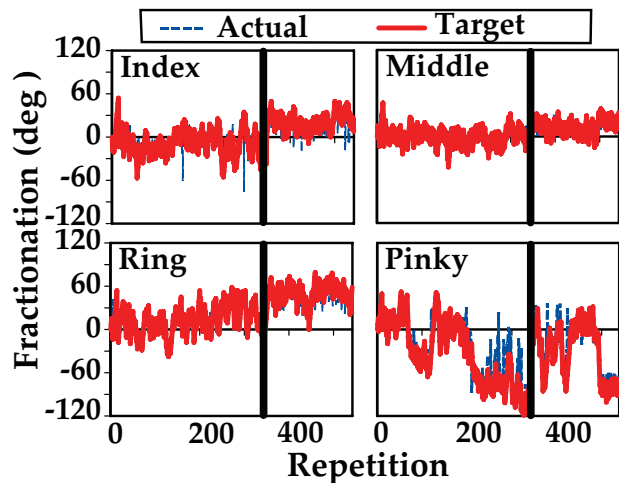 Actual Target
Fractionation (deg )
120
60
0
-60
-120
Index
Middle
120
60
0
-60
-120
Ring
Pinky
0 200 400
0 200 400
Repetition